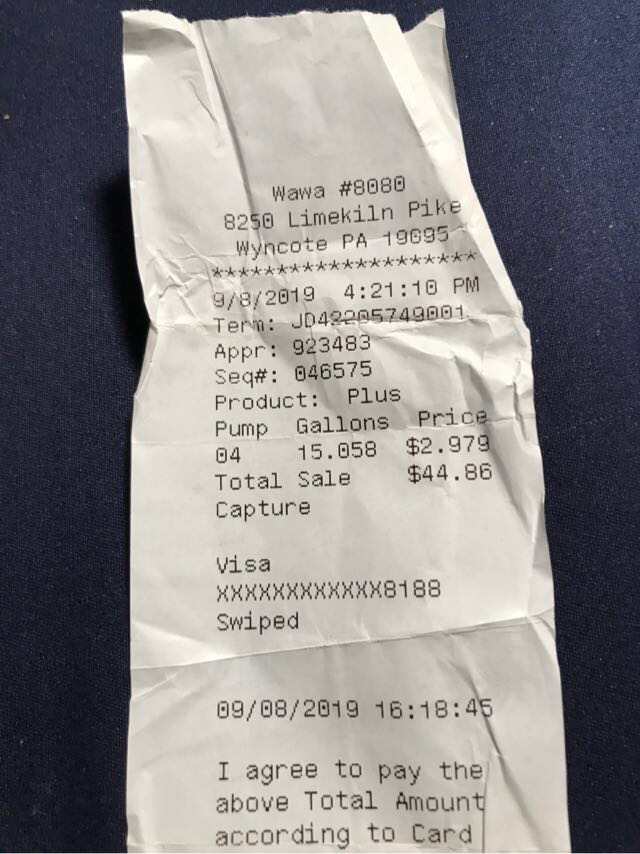 Wawa #8080
8250 Limekiln Pike
Wyncote PA 19095
********************
9/8/2019 4:21:10 PM
Term: JD42205749001
Appr: 923483
Seq#: 046575
Product: Plus
Pump Gallons Price
04 15.058 $2.979
Total Sale $44.86
Capture
Visa
XXXXXXXXXXXX8188
Swiped
09/08/2019 16:18:45
I agree to pay the
above Total Amount
according to Card